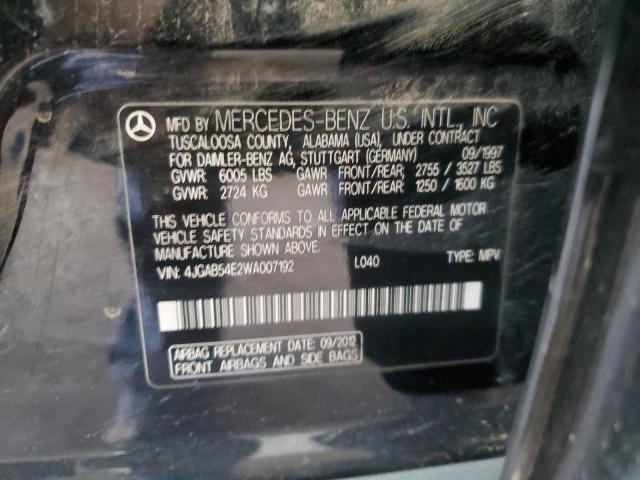 MFD BY MERCEDES-BENZ U.S. INTL., INC
TUSCALOOSA COUNTY, ALABAMA (USA), UNDER CONTRACT
FOR DAIMLER-BENZ AG, STUTTGART (GERMANY) 09/1997
GVWR: 6005 LBS GAWR FRONT/REAR: 2755 / 3527 LBS
GVWR: 2724 KG GAWR FRONT/REAR: 1250 / 1600 KG
THIS VEHICLE CONFORMS TO ALL APPLICABLE FEDERAL MOTOR
VEHICLE SAFETY STANDARDS IN EFFECT ON THE DATE OF
MANUFACTURE SHOWN ABOVE.
VIN: 4JGAB54E2WA007192 L040 TYPE: MPV
AIRBAG REPLACEMENT DATE: 09/2012
FRONT AIRBAGS AND SIDE BAGS